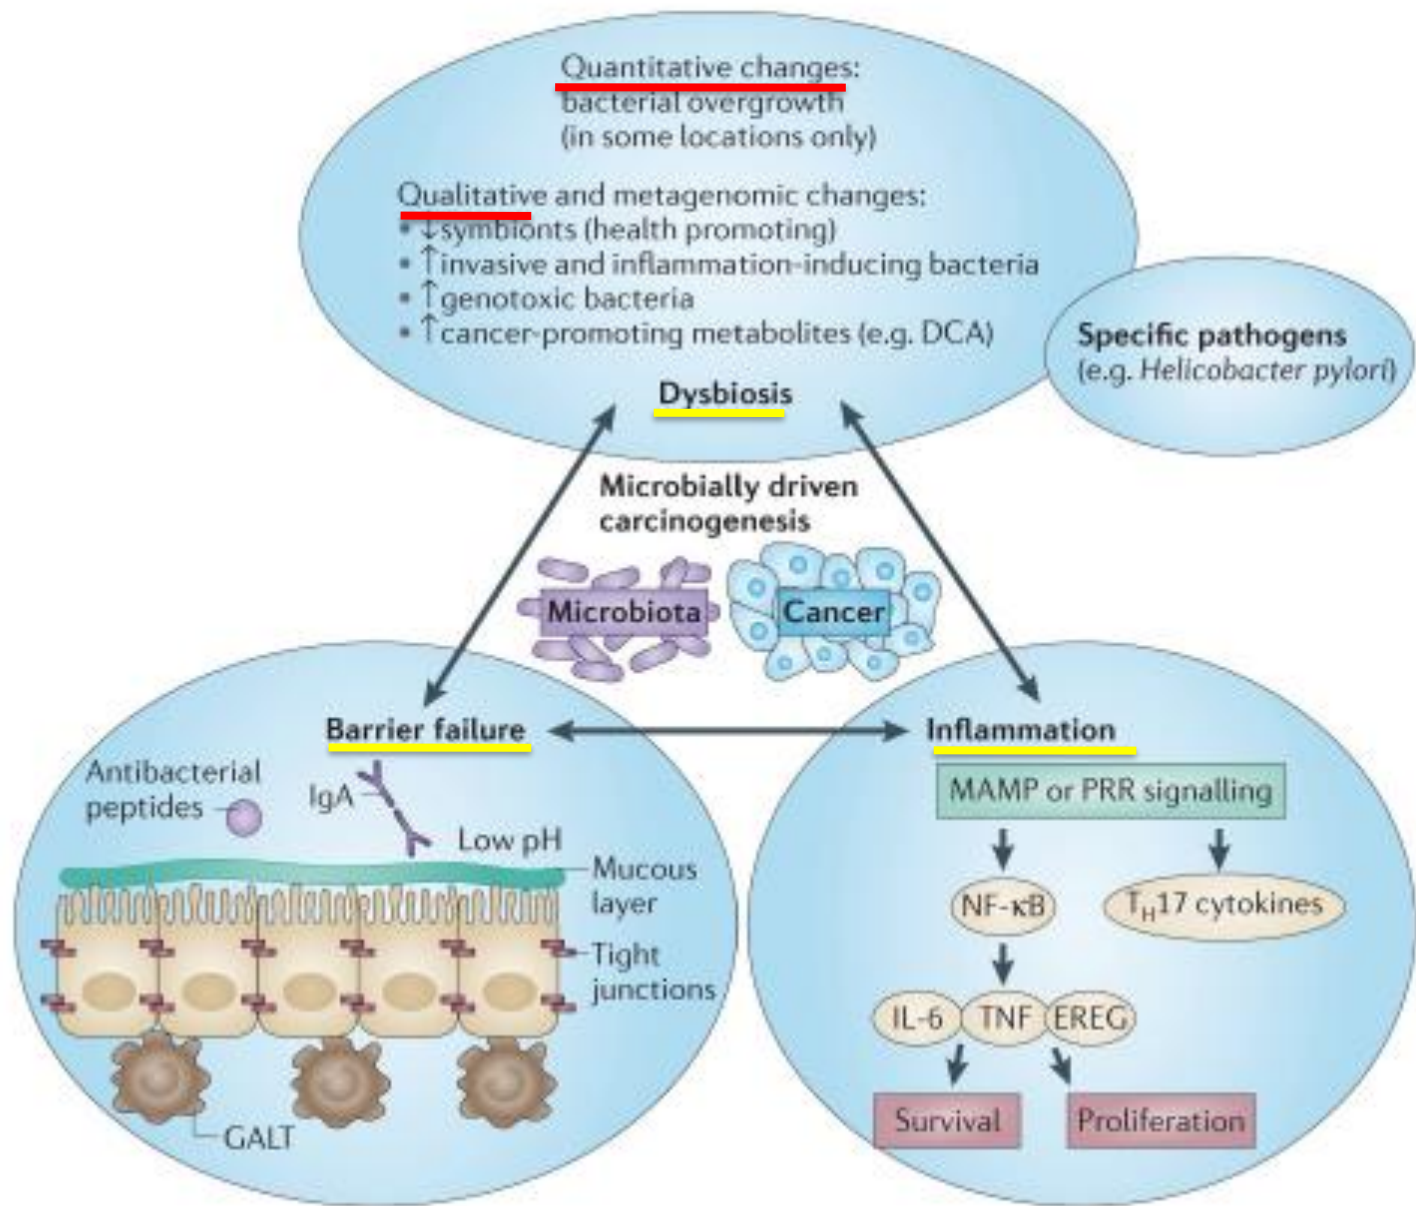 Quantitative changes:
bacterial overgrowth
(in some locations only)
Qualitative and metagenomic changes:
• ↓symbionts (health promoting)
• ↑invasive and inflammation-inducing bacteria
• ↑genotoxic bacteria
• ↑cancer-promoting metabolites (e.g. DCA)
Dysbiosis
Specific pathogens
(e.g. Helicobacter pylori)
Microbially driven
carcinogenesis
Microbiota
Cancer
Barrier failure
Antibacterial
peptides
IgA
Low pH
Mucous
layer
Tight
junctions
GALT
Inflammation
MAMP or PRR signalling
NF-κB
TH17 cytokines
IL-6
TNF
EREG
Survival
Proliferation